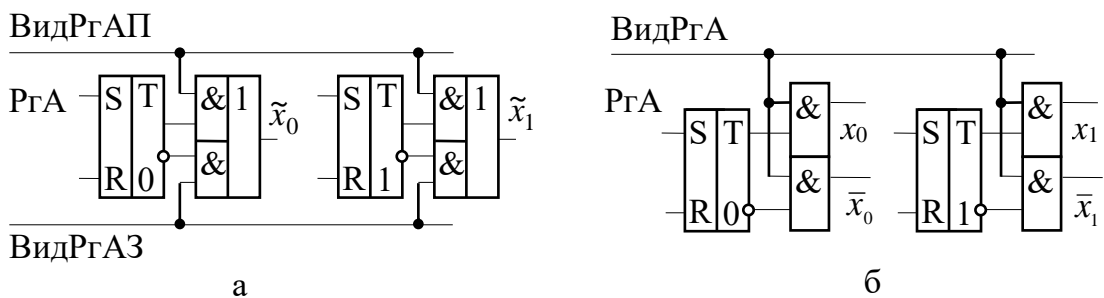 ВидРгАП
РгА
S T
R 0
& 1
&
x̃₀
S T
R 1
& 1
&
x̃₁
ВидРгАЗ
а
ВидРгА
РгА
S T
R 0
&
x₀
&
x̄₀
S T
R 1
&
x₁
&
x̄₁
б